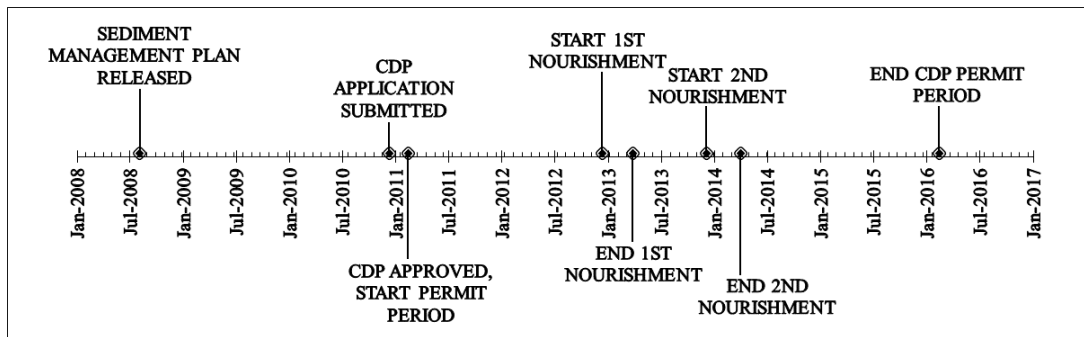 SEDIMENT
MANAGEMENT PLAN
RELEASED
CDP
APPLICATION
SUBMITTED
START 1ST
NOURISHMENT
START 2ND
NOURISHMENT
END CDP PERMIT
PERIOD
Jan-2008
Jul-2008
Jan-2009
Jul-2009
Jan-2010
Jul-2010
Jan-2011
Jul-2011
Jan-2012
Jul-2012
Jan-2013
Jul-2013
Jan-2014
Jul-2014
Jan-2015
Jul-2015
Jan-2016
Jul-2016
Jan-2017
CDP APPROVED,
START PERMIT
PERIOD
END 1ST
NOURISHMENT
END 2ND
NOURISHMENT